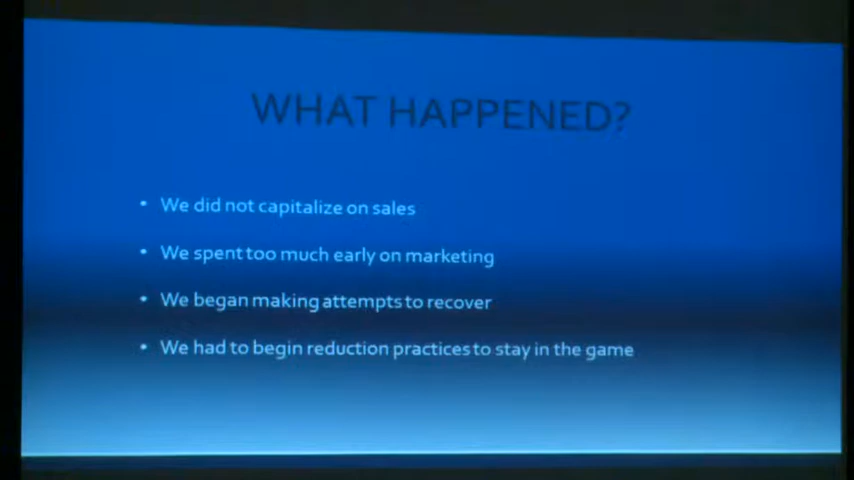 WHAT HAPPENED?
• We did not capitalize on sales
• We spent too much early on marketing
• We began making attempts to recover
• We had to begin reduction practices to stay in the game